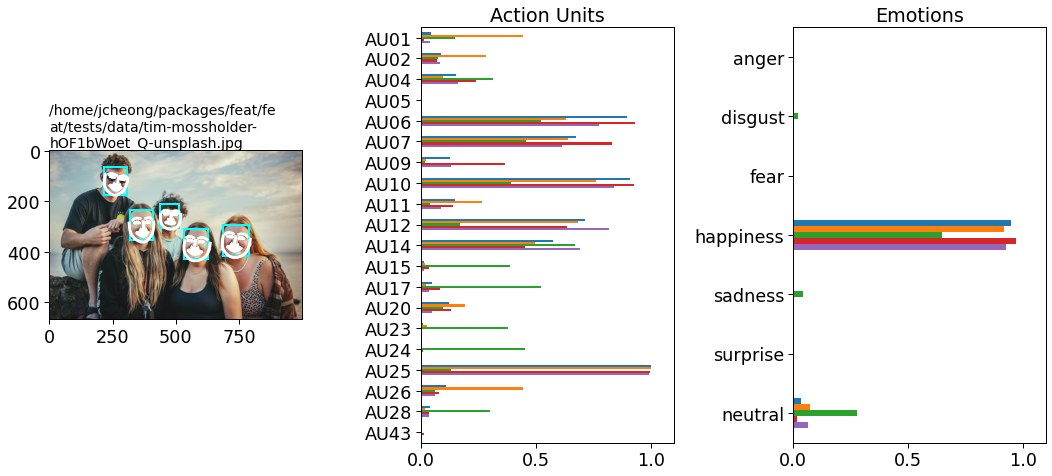 /home/jcheong/packages/feat/fe
at/tests/data/tim-mossholder-
hOF1bWoet_Q-unsplash.jpg
0
200
400
600
0
250
500
750
Action Units
AU01
AU02
AU04
AU05
AU06
AU07
AU09
AU10
AU11
AU12
AU14
AU15
AU17
AU20
AU23
AU24
AU25
AU26
AU28
AU43
0.0
0.5
1.0
Emotions
anger
disgust
fear
happiness
sadness
surprise
neutral
0.0
0.5
1.0